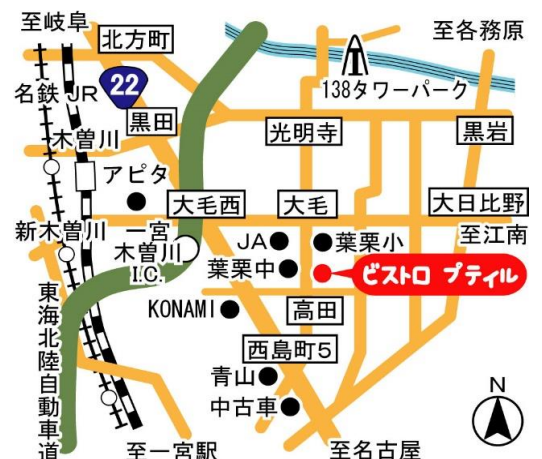 至岐阜
北方町
至各務原
22
名鉄
JR
138タワーパーク
黒田
光明寺
黒岩
木曽川
アピタ
大毛西
大毛
大日比野
新木曽川
一宮
木曽川
I.C.
JA
葉栗小
至江南
葉栗中
ビストロ プティル
KONAMI
高田
東海北陸自動車道
西島町5
青山
中古車
N
至一宮駅
至名古屋